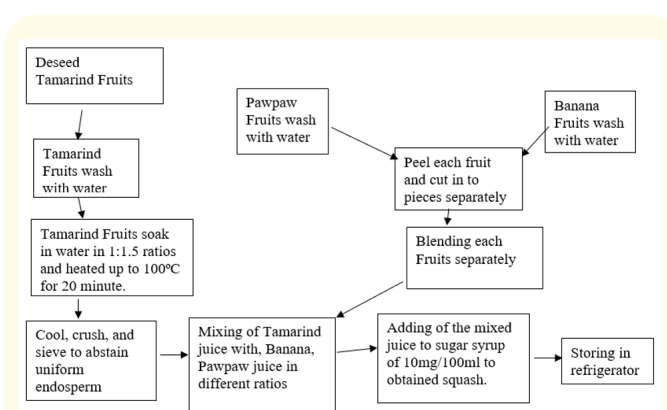 Deseed
Tamarind Fruits
Pawpaw
Fruits wash
with water
Banana
Fruits wash
with water
Tamarind
Fruits wash
with water
Peel each fruit
and cut in to
pieces separately
Tamarind Fruits soak
in water in 1:1.5 ratios
and heated up to 100ºC
for 20 minute.
Blending each
Fruits separately
Cool, crush, and
sieve to abstain
uniform
endosperm
Mixing of Tamarind
juice with, Banana,
Pawpaw juice in
different ratios
Adding of the mixed
juice to sugar syrup
of 10mg/100ml to
obtained squash.
Storing in
refrigerator